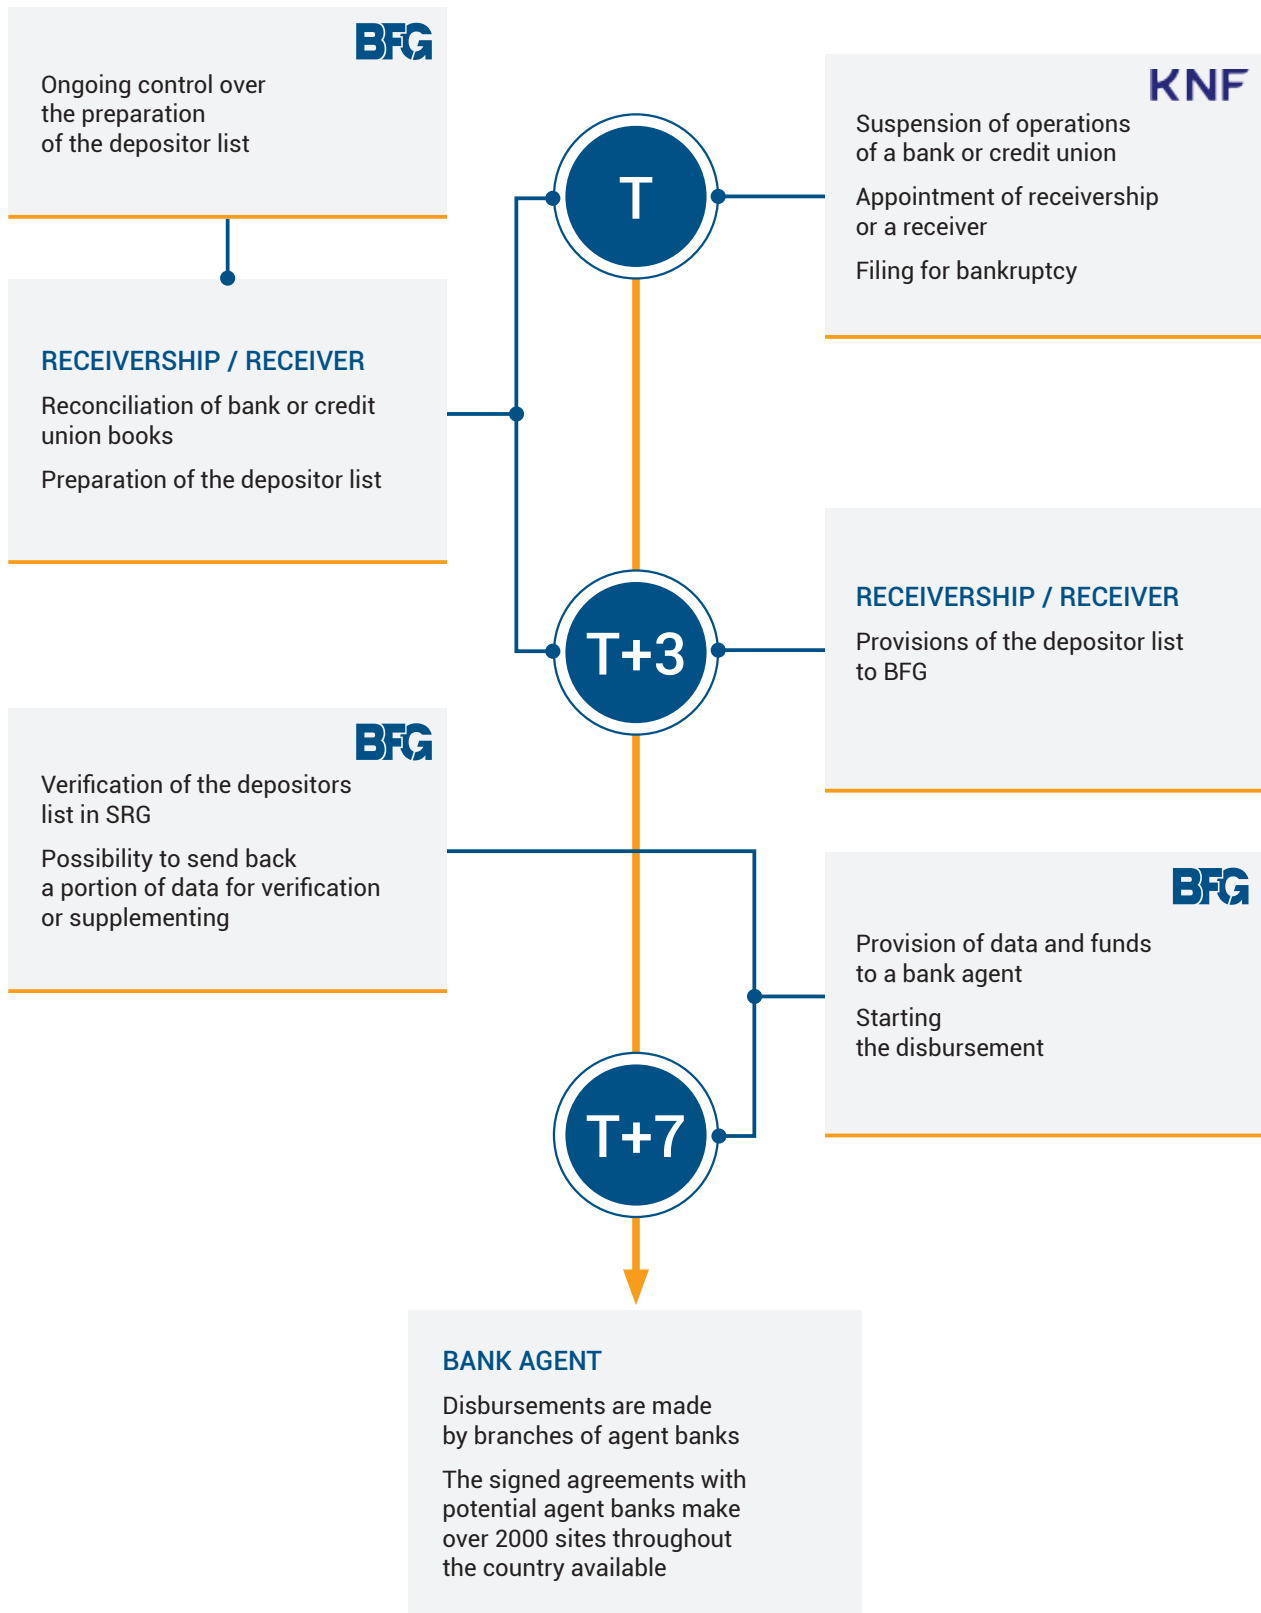 BFG
Ongoing control over
the preparation
of the depositor list
KNF
Suspension of operations
of a bank or credit union
Appointment of receivership
or a receiver
Filing for bankruptcy
T
RECEIVERSHIP / RECEIVER
Reconciliation of bank or credit
union books
Preparation of the depositor list
T+3
RECEIVERSHIP / RECEIVER
Provisions of the depositor list
to BFG
BFG
Verification of the depositors
list in SRG
Possibility to send back
a portion of data for verification
or supplementing
BFG
Provision of data and funds
to a bank agent
Starting
the disbursement
T+7
BANK AGENT
Disbursements are made
by branches of agent banks
The signed agreements with
potential agent banks make
over 2000 sites throughout
the country available